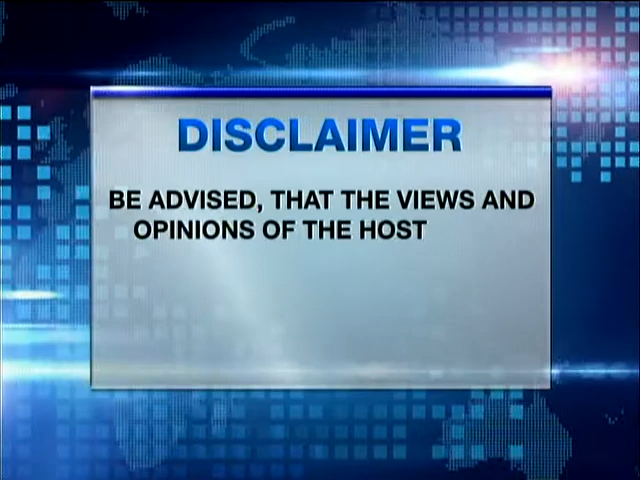 DISCLAIMER
BE ADVISED, THAT THE VIEWS AND
OPINIONS OF THE HOST